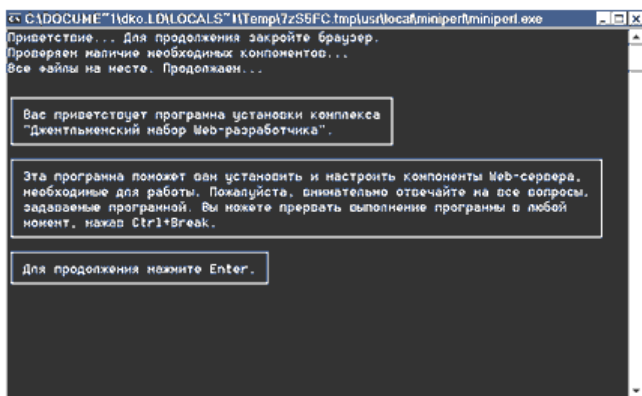 C:\DOCUME~1\dko.LD\LOCALS~1\Temp\7zS5FC.tmp\usr\local\miniperl\miniperl.exe
Приветствие... Для продолжения закройте браузер.
Проверяем наличие необходимых компонентов...
Все файлы на месте. Продолжаем...
Вас приветствует программа установки комплекса
"Джентльменский набор Web-разработчика".
Эта программа поможет вам установить и настроить компоненты Web-сервера,
необходимые для работы. Пожалуйста, внимательно отвечайте на все вопросы,
задаваемые программой. Вы можете прервать выполнение программы в любой
момент, нажав Ctrl+Break.
Для продолжения нажмите Enter.